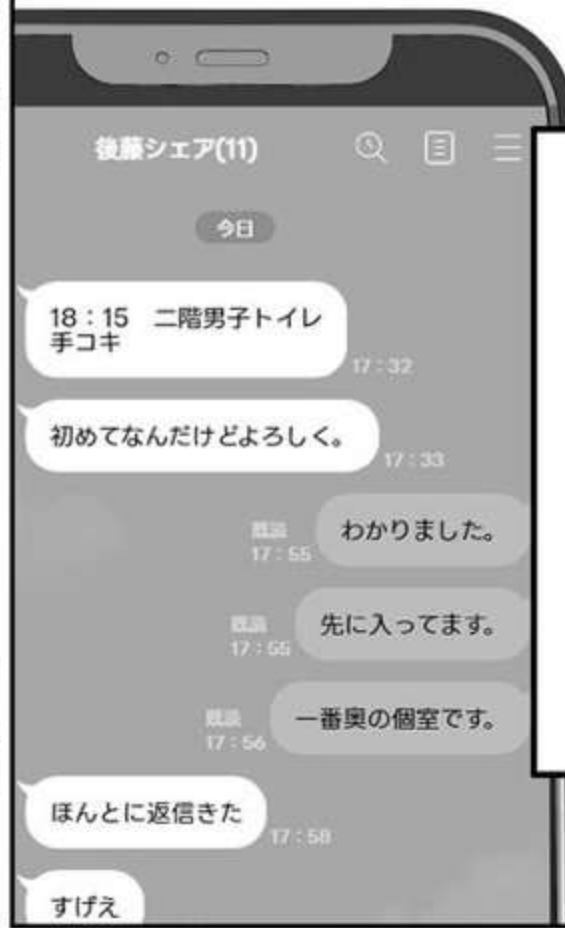 後藤シェア(11)
今日
18：15　二階男子トイレ
手コキ
17：32
初めてなんだけどよろしく。
17：33
わかりました。
既読
17：55
先に入ってます。
既読
17：55
一番奥の個室です。
既読
17：56
ほんとに返信きた
17：58
すげえ